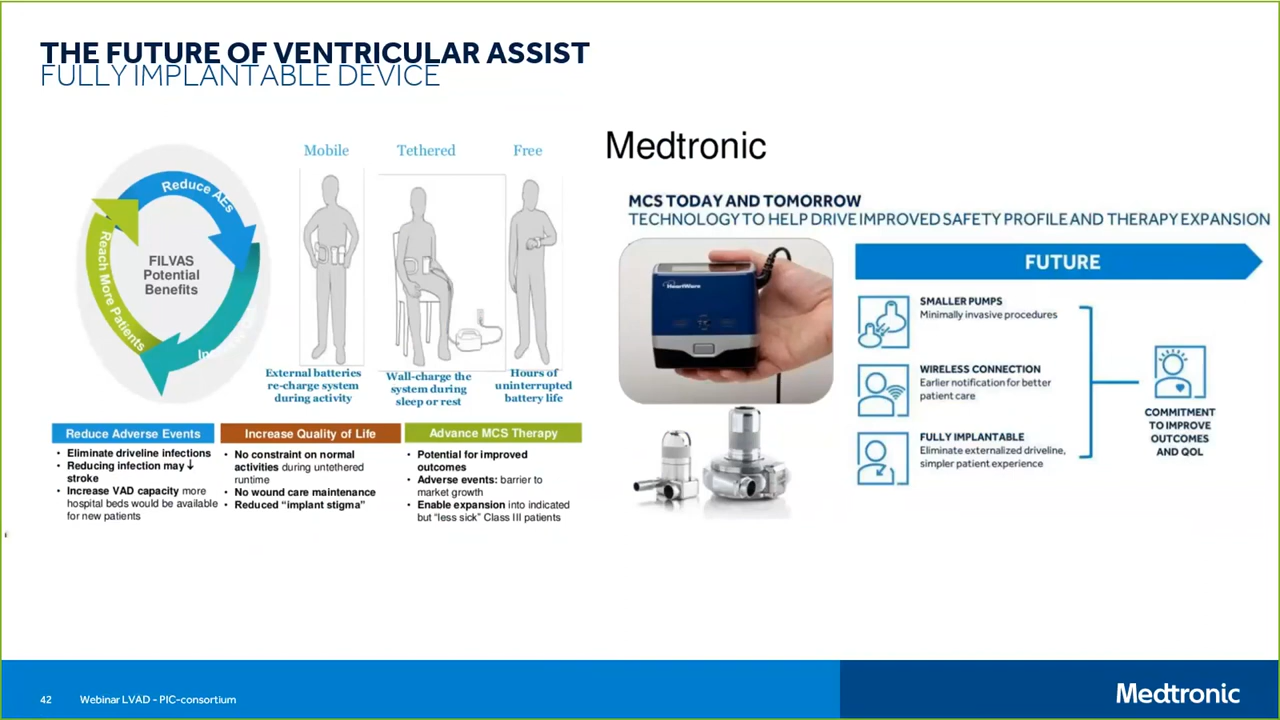 THE FUTURE OF VENTRICULAR ASSIST
FULLY IMPLANTABLE DEVICE
Reduce AEs
Reach More Patients
FILVAS
Potential
Benefits
Mobile
Tethered
Free
External batteries
re-charge system
during activity
Wall-charge the
system during
sleep or rest
Hours of
uninterrupted
battery life
Reduce Adverse Events
• Eliminate driveline infections
• Reducing infection may ↓
stroke
• Increase VAD capacity more
hospital beds would be available
for new patients
Increase Quality of Life
• No constraint on normal
activities during untethered
runtime
• No wound care maintenance
• Reduced “implant stigma”
Advance MCS Therapy
• Potential for improved
outcomes
• Adverse events: barrier to
market growth
• Enable expansion into indicated
but “less sick” Class III patients
Medtronic
MCS TODAY AND TOMORROW
TECHNOLOGY TO HELP DRIVE IMPROVED SAFETY PROFILE AND THERAPY EXPANSION
HeartWare
FUTURE
SMALLER PUMPS
Minimally invasive procedures
WIRELESS CONNECTION
Earlier notification for better
patient care
FULLY IMPLANTABLE
Eliminate externalized driveline,
simpler patient experience
COMMITMENT
TO IMPROVE
OUTCOMES
AND QOL
42
Webinar LVAD - PIC-consortium
Medtronic